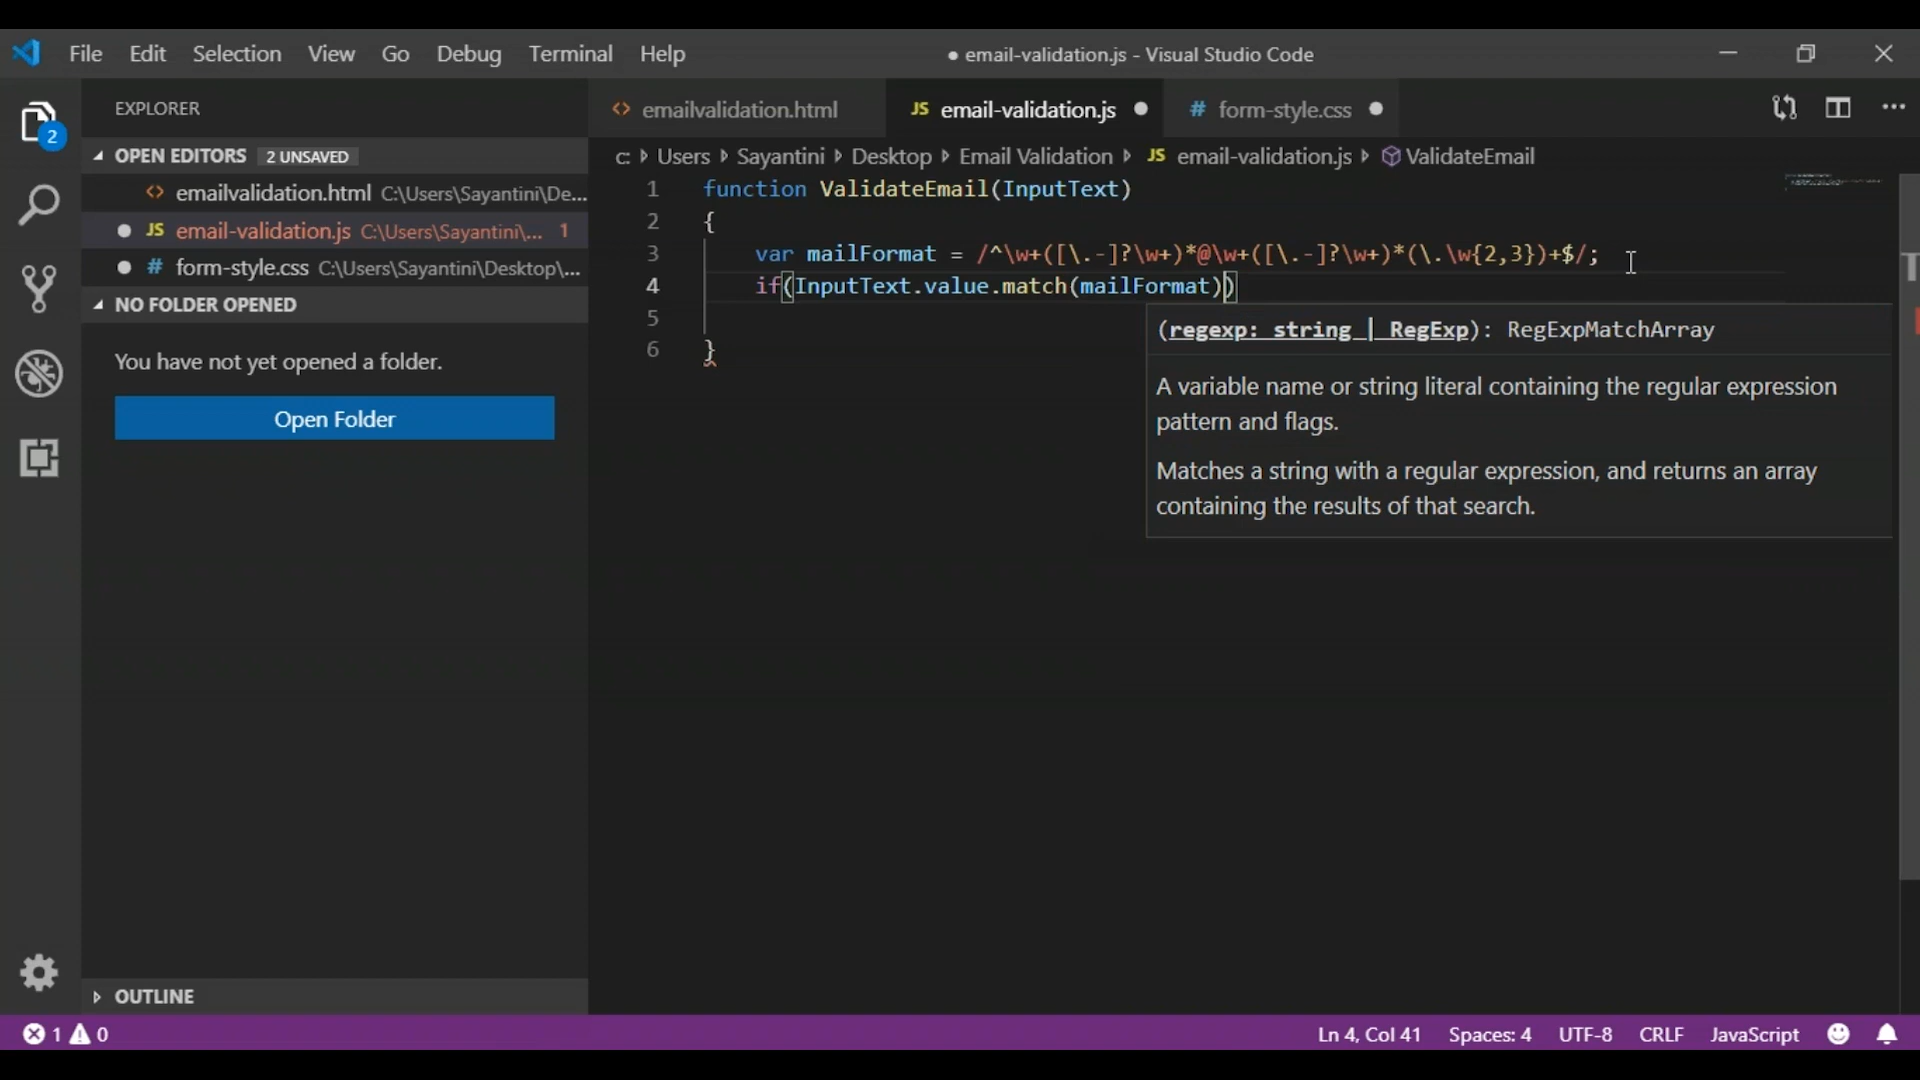 File Edit Selection View Go Debug Terminal Help
● email-validation.js - Visual Studio Code
2
EXPLORER
OPEN EDITORS 2 UNSAVED
<> emailvalidation.html C:\Users\Sayantini\De...
● JS email-validation.js C:\Users\Sayantini\... 1
● # form-style.css C:\Users\Sayantini\Desktop\...
NO FOLDER OPENED
You have not yet opened a folder.
Open Folder
OUTLINE
<> emailvalidation.html JS email-validation.js ● # form-style.css ● ...
c: Users Sayantini Desktop Email Validation JS email-validation.js ValidateEmail
1 function ValidateEmail(InputText)
2 {
3 var mailFormat = /^\w+([\.-]?\w+)*@\w+([\.-]?\w+)*(\.\w{2,3})+$/;
4 if(InputText.value.match(mailFormat))
5
6 }
(regexp: string | RegExp): RegExpMatchArray
A variable name or string literal containing the regular expression
pattern and flags.
Matches a string with a regular expression, and returns an array
containing the results of that search.
1 0 Ln 4, Col 41 Spaces: 4 UTF-8 CRLF JavaScript